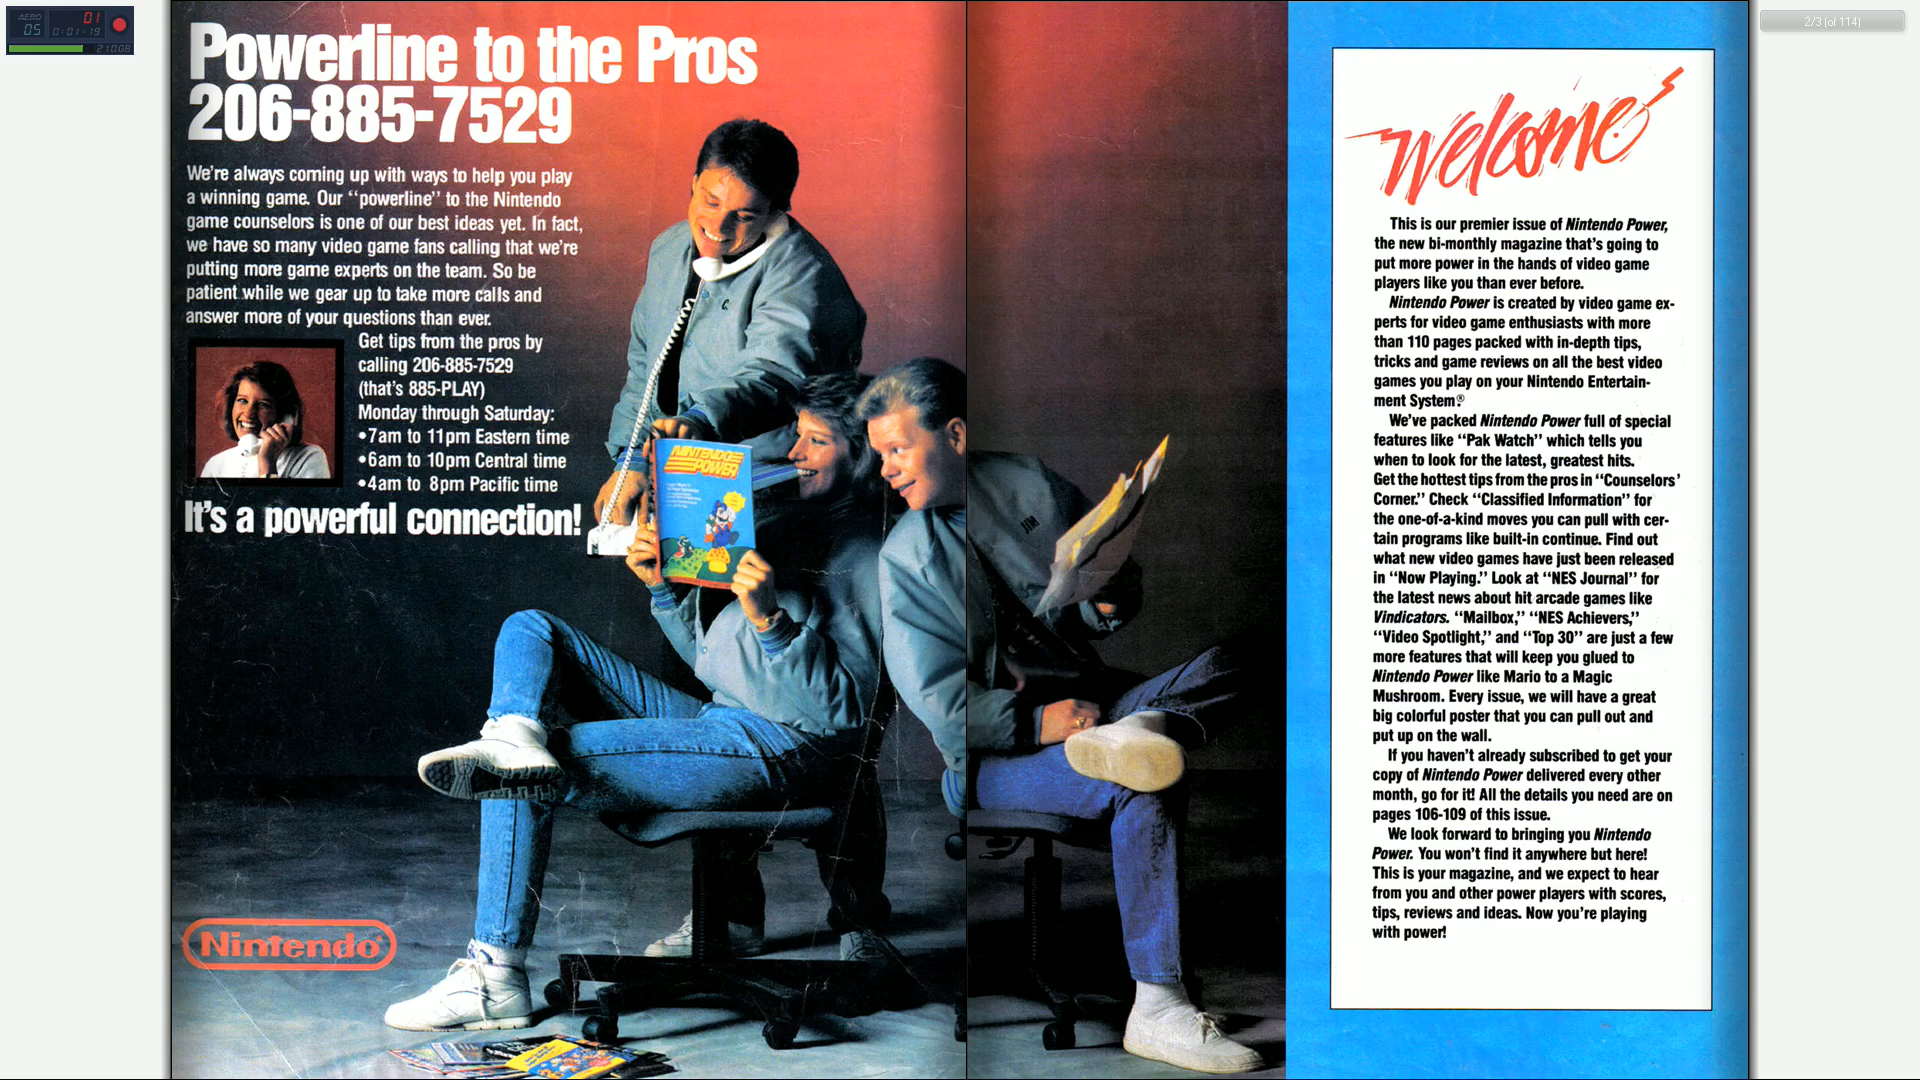 AERO
05
01
0:01:19
210GB
2/3 (of 114)
Powerline to the Pros
206-885-7529
We're always coming up with ways to help you play
a winning game. Our "powerline" to the Nintendo
game counselors is one of our best ideas yet. In fact,
we have so many video game fans calling that we're
putting more game experts on the team. So be
patient while we gear up to take more calls and
answer more of your questions than ever.
Get tips from the pros by
calling 206-885-7529
(that's 885-PLAY)
Monday through Saturday:
•7am to 11pm Eastern time
•6am to 10pm Central time
•4am to 8pm Pacific time
It's a powerful connection!
C.
NINTENDO
POWER
JIM
Nintendo®
Welcome
This is our premier issue of Nintendo Power,
the new bi-monthly magazine that's going to
put more power in the hands of video game
players like you than ever before.
Nintendo Power is created by video game ex-
perts for video game enthusiasts with more
than 110 pages packed with in-depth tips,
tricks and game reviews on all the best video
games you play on your Nintendo Entertain-
ment System.®
We've packed Nintendo Power full of special
features like "Pak Watch" which tells you
when to look for the latest, greatest hits.
Get the hottest tips from the pros in "Counselors'
Corner." Check "Classified Information" for
the one-of-a-kind moves you can pull with cer-
tain programs like built-in continue. Find out
what new video games have just been released
in "Now Playing." Look at "NES Journal" for
the latest news about hit arcade games like
Vindicators. "Mailbox," "NES Achievers,"
"Video Spotlight," and "Top 30" are just a few
more features that will keep you glued to
Nintendo Power like Mario to a Magic
Mushroom. Every issue, we will have a great
big colorful poster that you can pull out and
put up on the wall.
If you haven't already subscribed to get your
copy of Nintendo Power delivered every other
month, go for it! All the details you need are on
pages 106-109 of this issue.
We look forward to bringing you Nintendo
Power. You won't find it anywhere but here!
This is your magazine, and we expect to hear
from you and other power players with scores,
tips, reviews and ideas. Now you're playing
with power!